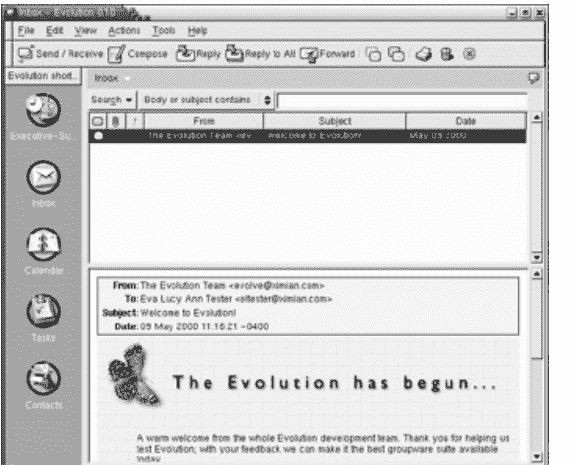 Inbox - Evolution
File Edit View Actions Tools Help
Send / Receive Compose Reply Reply to All Forward
Evolution short... Inbox
Search Body or subject contains
From Subject Date
The Evolution Team <ev Welcome to Evolution! May 09 2000
Executive-Su...
Inbox
Calendar
Tasks
Contacts
From: The Evolution Team <evolve@ximian.com>
To: Eva Lucy Ann Tester <eltester@ximian.com>
Subject: Welcome to Evolution!
Date: 09 May 2000 11:16:21 -0400
The Evolution has begun...
A warm welcome from the whole Evolution development team. Thank you for helping us
test Evolution; with your feedback we can make it the best groupware suite available
today.